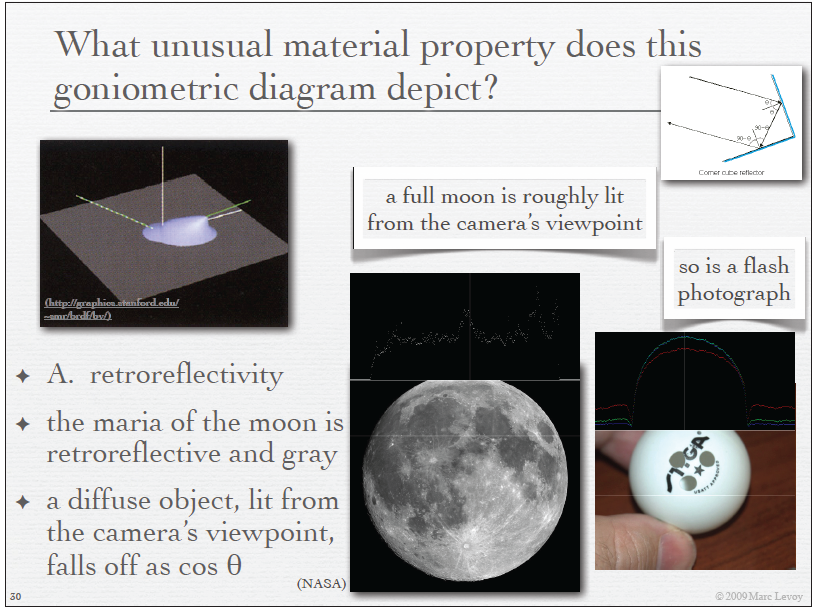 What unusual material property does this
goniometric diagram depict?
θ
θ
90-θ
90-θ
Corner cube reflector
a full moon is roughly lit
from the camera's viewpoint
so is a flash
photograph
(http://graphics.stanford.edu/
~smr/brdf/bv/)
✦ A. retroreflectivity
✦ the maria of the moon is
retroreflective and gray
✦ a diffuse object, lit from
the camera's viewpoint,
falls off as cos θ
(NASA)
30
© 2009 Marc Levoy